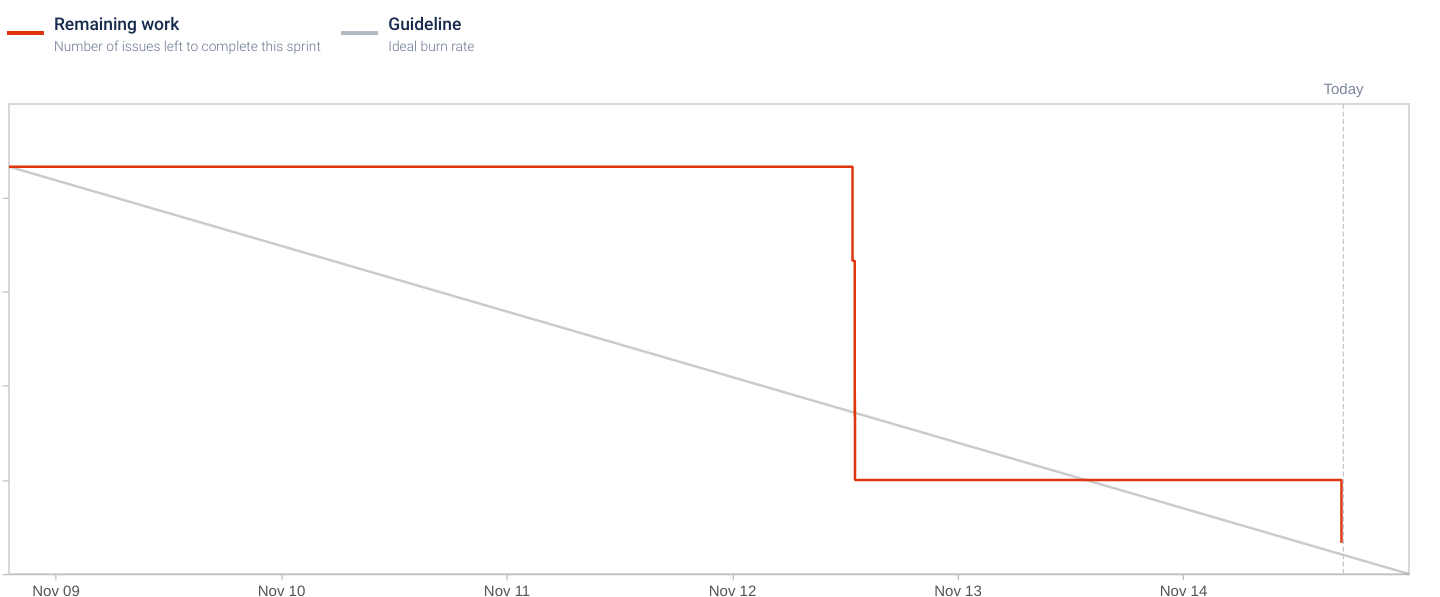 Remaining work
Number of issues left to complete this sprint
Guideline
Ideal burn rate
Today
Nov 09 Nov 10 Nov 11 Nov 12 Nov 13 Nov 14